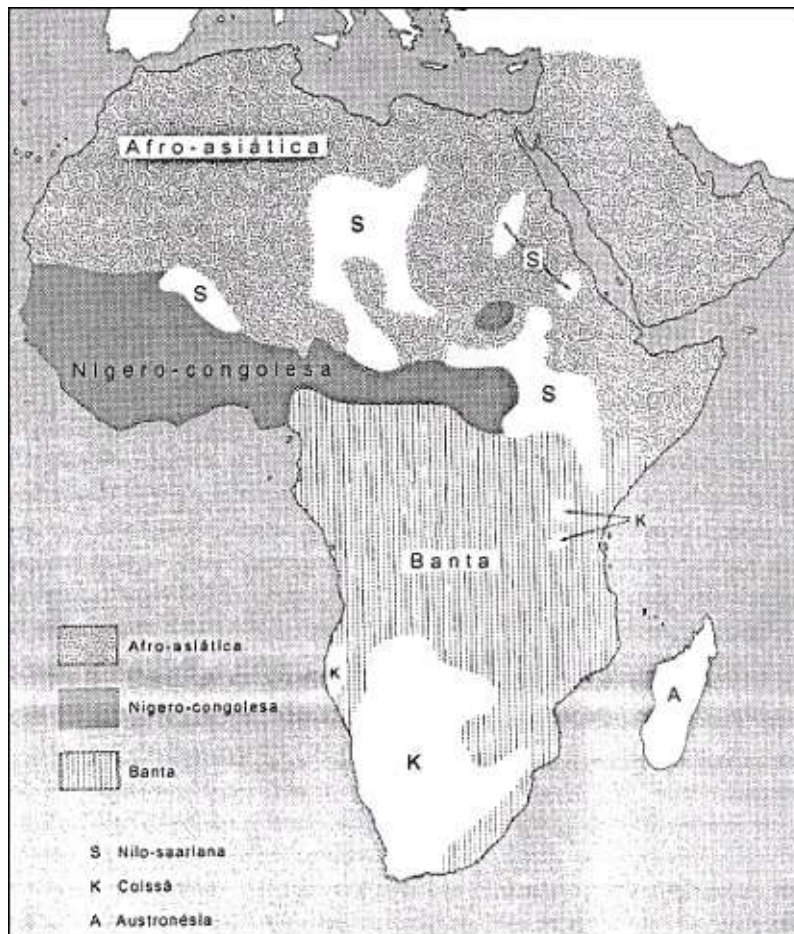 Afro-asiática
S
S
S
Nigero-congolesa
S
K
Banta
K
A
K
Afro-asiática
Nigero-congolesa
Banta
S Nilo-saariana
K Coissã
A Austronésia